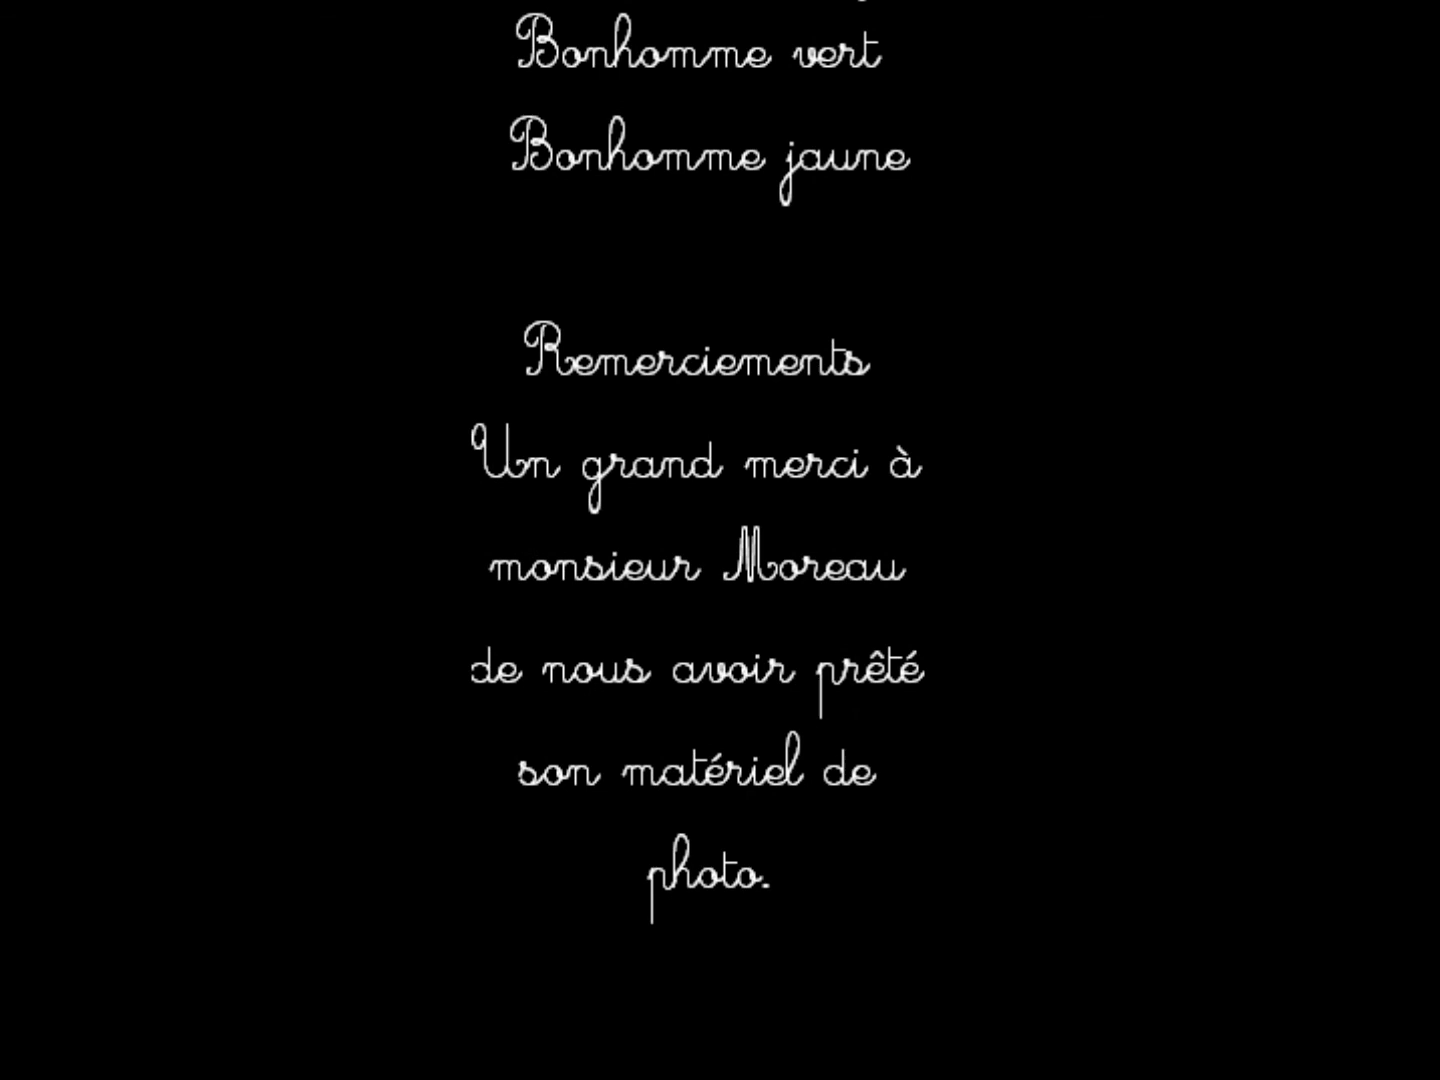 Bonhomme vert
Bonhomme jaune
Remerciements
Un grand merci à
monsieur Moreau
de nous avoir prêté
son matériel de
photo.